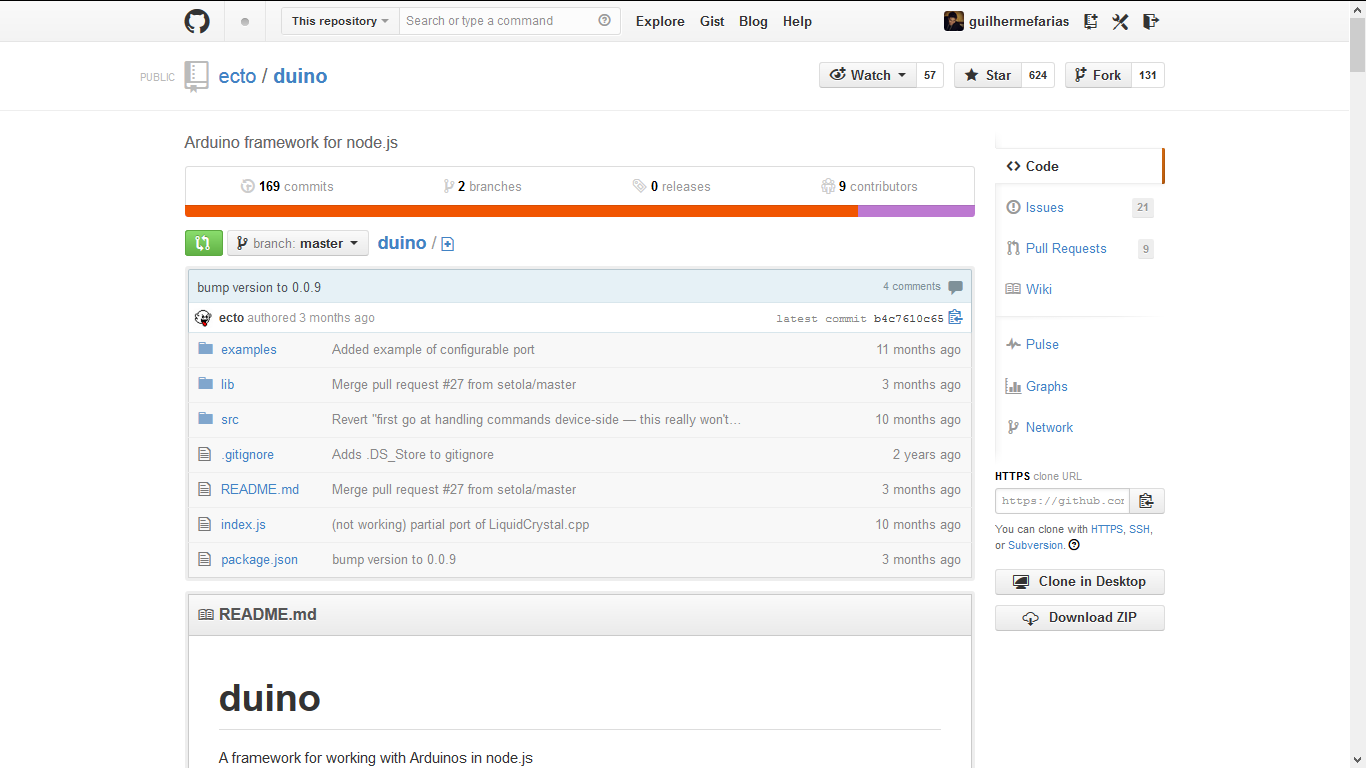 This repository Search or type a command Explore Gist Blog Help guilhermefarias
PUBLIC ecto / duino Watch 57 Star 624 Fork 131
Arduino framework for node.js
169 commits 2 branches 0 releases 9 contributors
branch: master duino /
bump version to 0.0.9 4 comments
ecto authored 3 months ago latest commit b4c7610c65
examples Added example of configurable port 11 months ago
lib Merge pull request #27 from setola/master 3 months ago
src Revert "first go at handling commands device-side — this really won't… 10 months ago
.gitignore Adds .DS_Store to gitignore 2 years ago
README.md Merge pull request #27 from setola/master 3 months ago
index.js (not working) partial port of LiquidCrystal.cpp 10 months ago
package.json bump version to 0.0.9 3 months ago
README.md
duino
A framework for working with Arduinos in node.js
Code
Issues 21
Pull Requests 9
Wiki
Pulse
Graphs
Network
HTTPS clone URL
https://github.con
You can clone with HTTPS, SSH,
or Subversion.
Clone in Desktop
Download ZIP